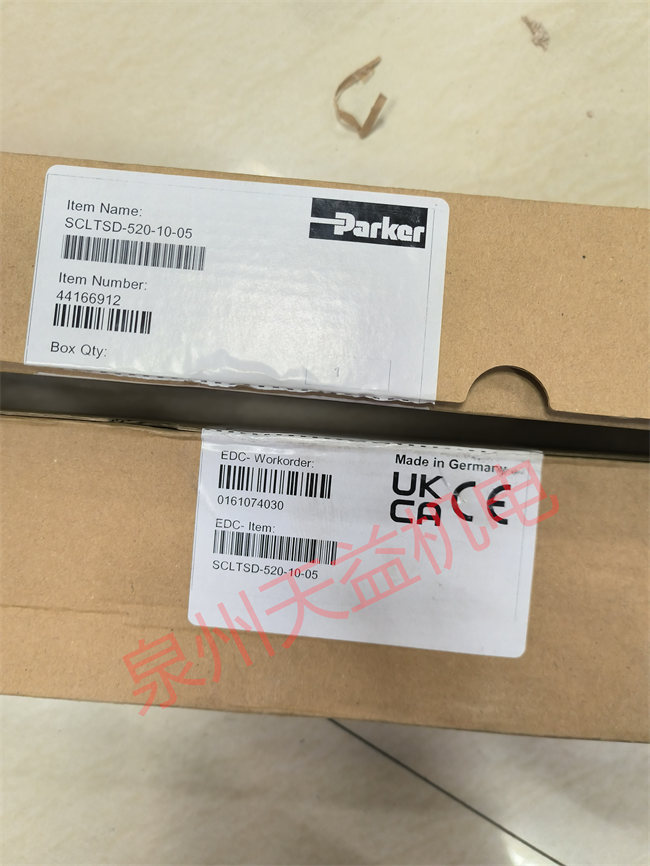 Item Name:
SCLTSD-520-10-05
Parker
Item Number:
44166912
Box Qty:
1
EDC- Workorder:
0161074030
Made in Germany
UK
CA
CE
EDC- Item:
SCLTSD-520-10-05
泉州天益机电